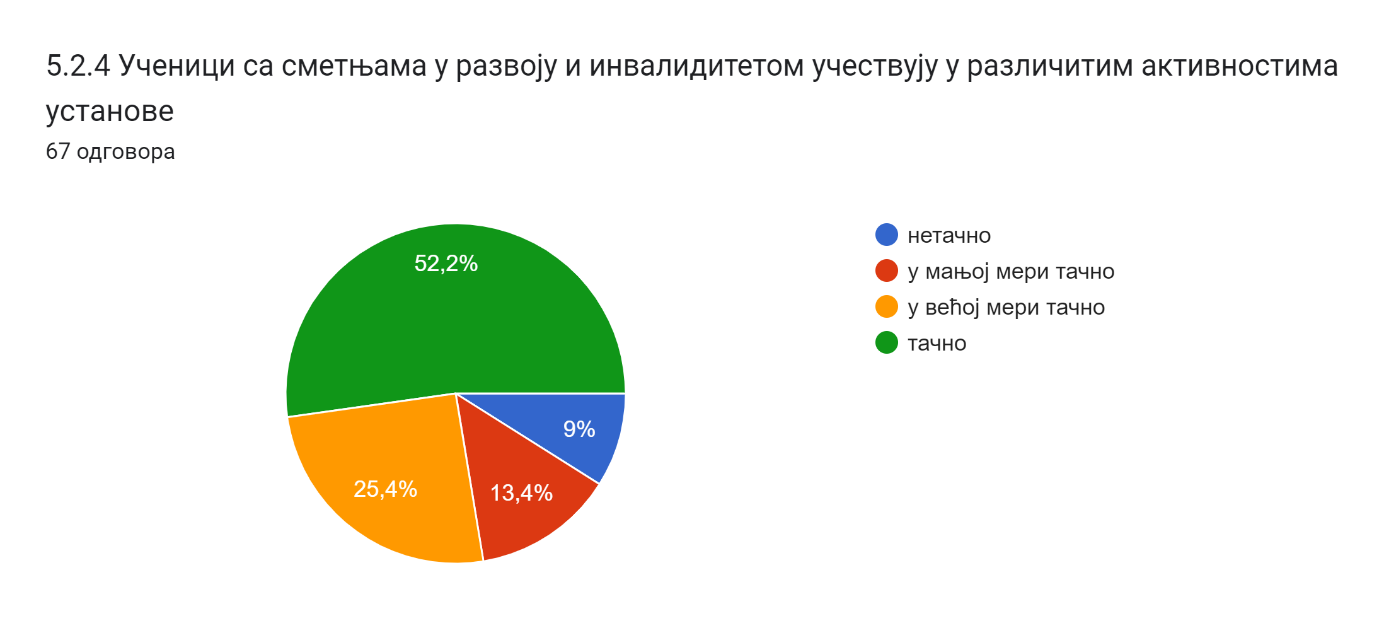 5.2.4 Ученици са сметњама у развоју и инвалидитетом учествују у различитим активностима
установе
67 одговора
нетачно
у мањој мери тачно
у већој мери тачно
тачно
52,2%
9%
25,4%
13,4%